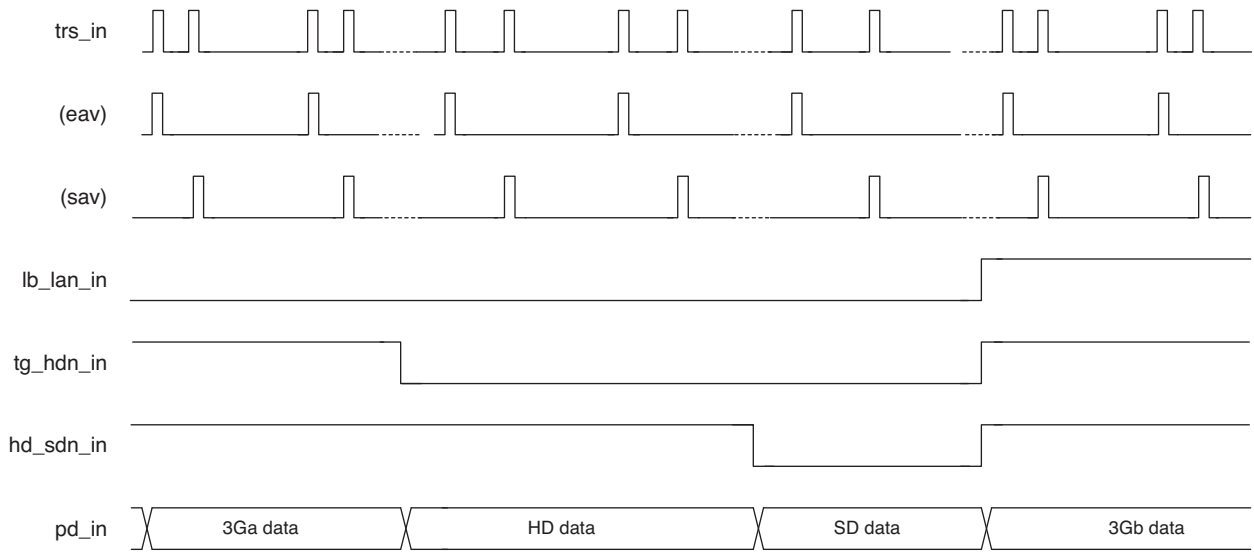 trs_in
(eav)
(sav)
lb_lan_in
tg_hdn_in
hd_sdn_in
pd_in
3Ga data
HD data
SD data
3Gb data